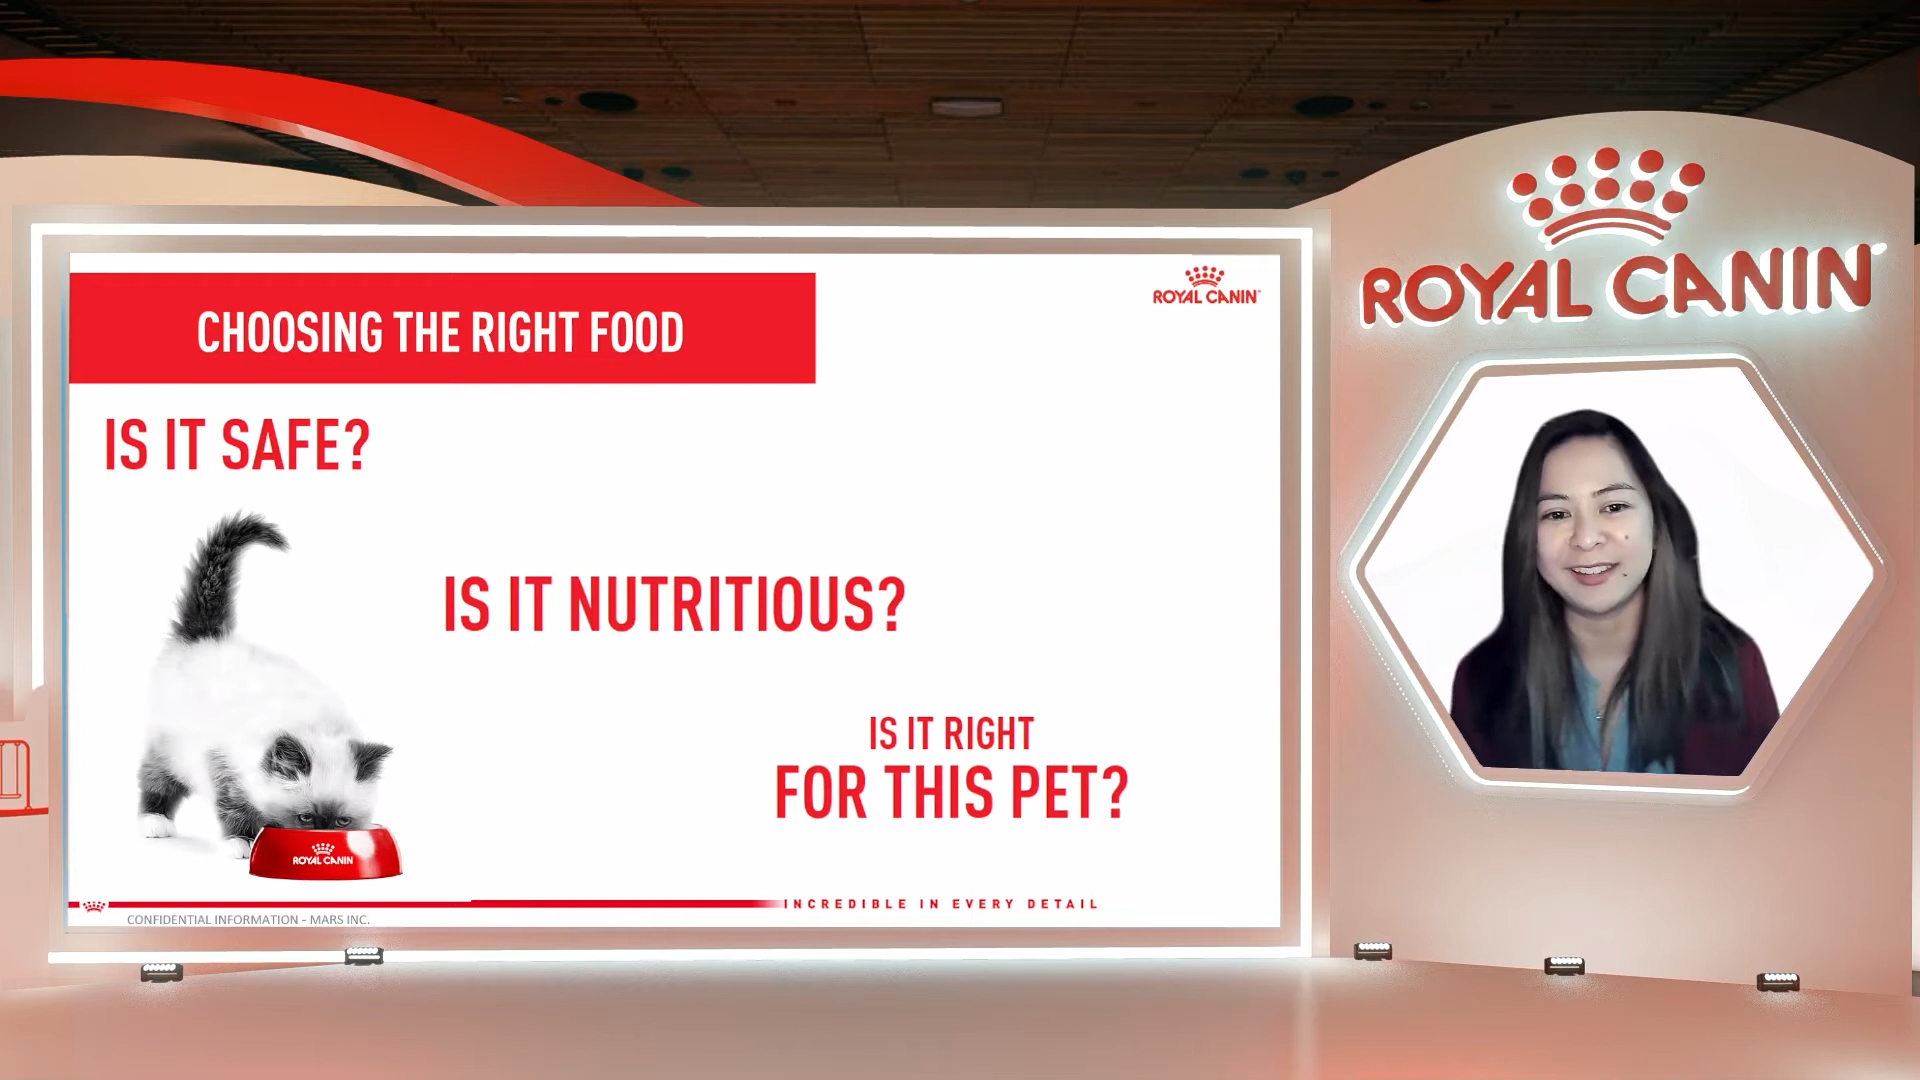 CHOOSING THE RIGHT FOOD
ROYAL CANIN
IS IT SAFE?
IS IT NUTRITIOUS?
IS IT RIGHT
FOR THIS PET?
ROYAL CANIN
INCREDIBLE IN EVERY DETAIL
CONFIDENTIAL INFORMATION - MARS INC.
ROYAL CANIN